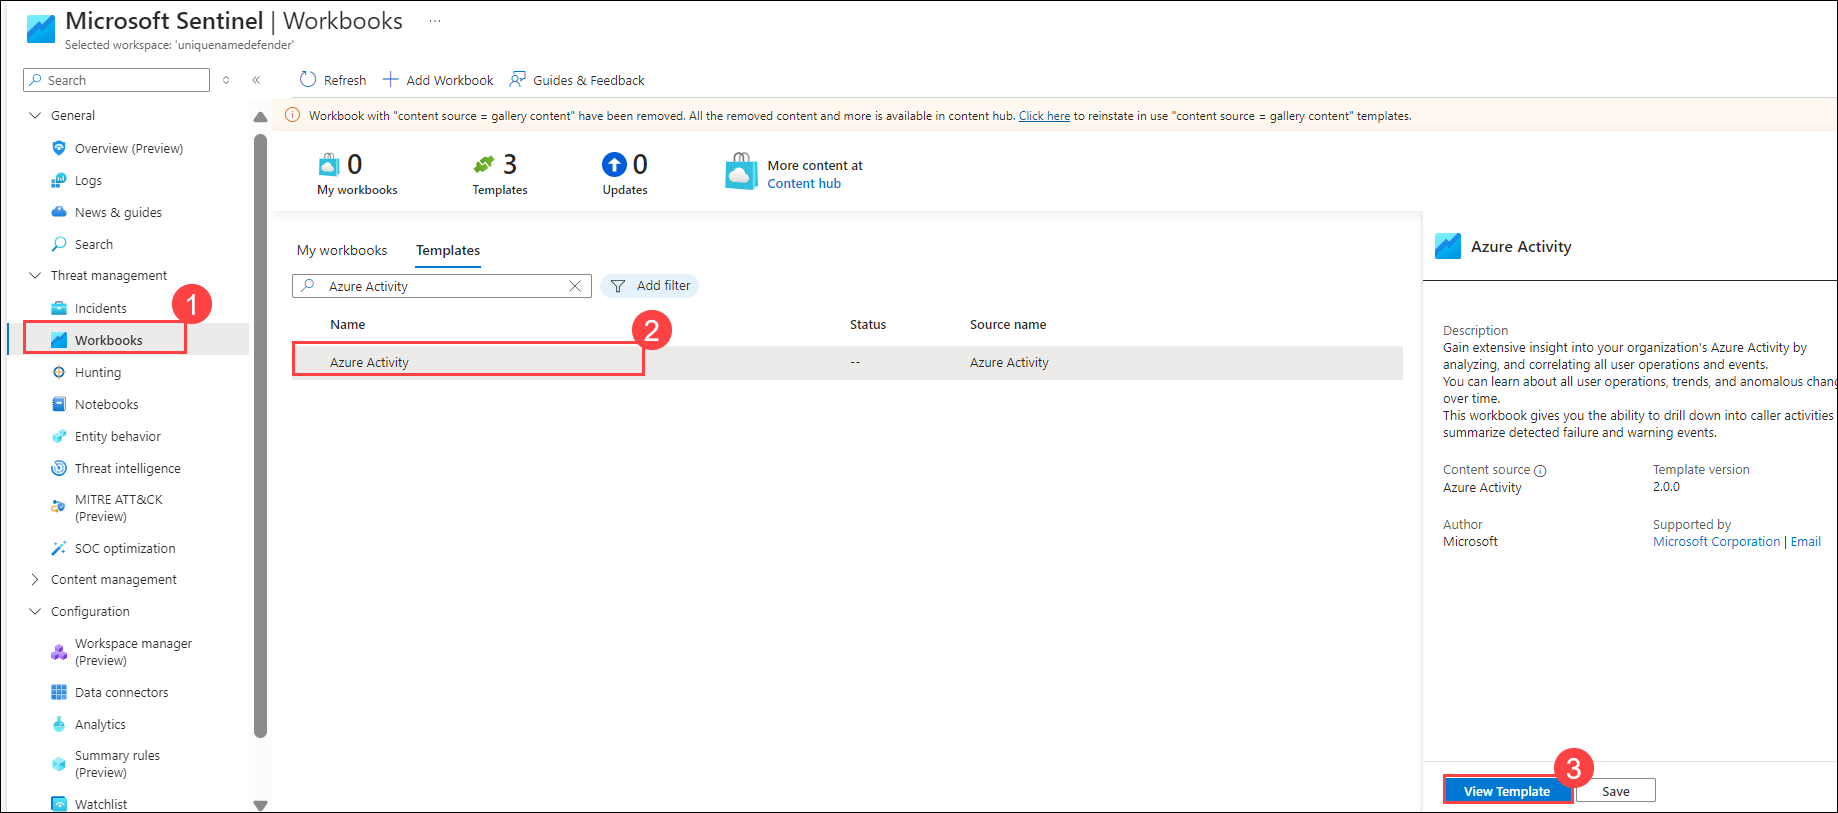 Microsoft Sentinel | Workbooks ...
Selected workspace: 'uniquenamedefender'
Search
Refresh
Add Workbook
Guides & Feedback
Workbook with "content source = gallery content" have been removed. All the removed content and more is available in content hub. Click here to reinstate in use "content source = gallery content" templates.
General
Overview (Preview)
Logs
News & guides
Search
Threat management
Incidents
1
Workbooks
Hunting
Notebooks
Entity behavior
Threat intelligence
MITRE ATT&CK
(Preview)
SOC optimization
Content management
Configuration
Workspace manager
(Preview)
Data connectors
Analytics
Summary rules
(Preview)
Watchlist
0
My workbooks
3
Templates
0
Updates
More content at
Content hub
My workbooks
Templates
Azure Activity
Add filter
Name
Status
Source name
2
Azure Activity
--
Azure Activity
Azure Activity
Description
Gain extensive insight into your organization's Azure Activity by
analyzing, and correlating all user operations and events.
You can learn about all user operations, trends, and anomalous chang
over time.
This workbook gives you the ability to drill down into caller activities
summarize detected failure and warning events.
Content source
Azure Activity
Template version
2.0.0
Author
Microsoft
Supported by
Microsoft Corporation | Email
3
View Template
Save